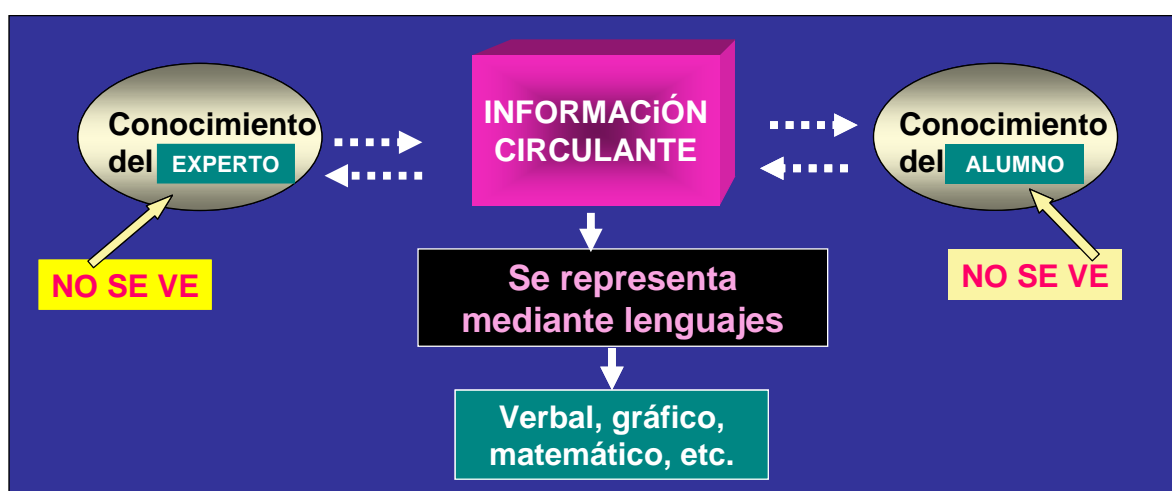 Conocimiento
del EXPERTO
NO SE VE
INFORMACiÓN
CIRCULANTE
Conocimiento
del ALUMNO
NO SE VE
Se representa
mediante lenguajes
Verbal, gráfico,
matemático, etc.